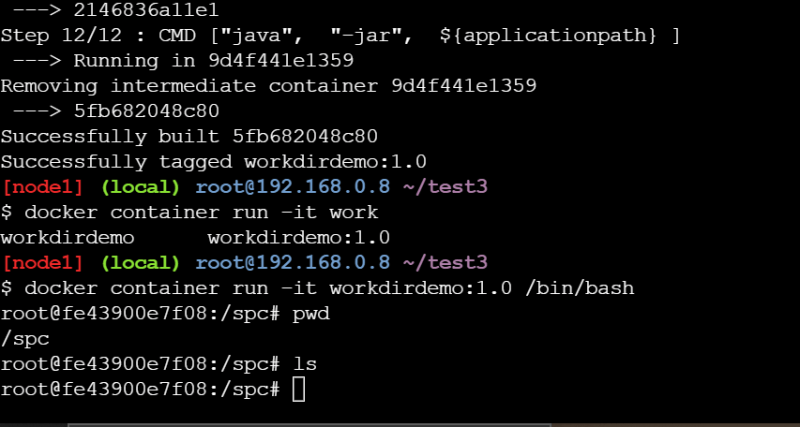 ---> 2146836a11e1
Step 12/12 : CMD ["java",  "-jar",  ${applicationpath} ]
---> Running in 9d4f441e1359
Removing intermediate container 9d4f441e1359
---> 5fb682048c80
Successfully built 5fb682048c80
Successfully tagged workdirdemo:1.0
[node1] (local) root@192.168.0.8 ~/test3
$ docker container run -it work
workdirdemo      workdirdemo:1.0
[node1] (local) root@192.168.0.8 ~/test3
$ docker container run -it workdirdemo:1.0 /bin/bash
root@fe43900e7f08:/spc# pwd
/spc
root@fe43900e7f08:/spc# ls
root@fe43900e7f08:/spc#